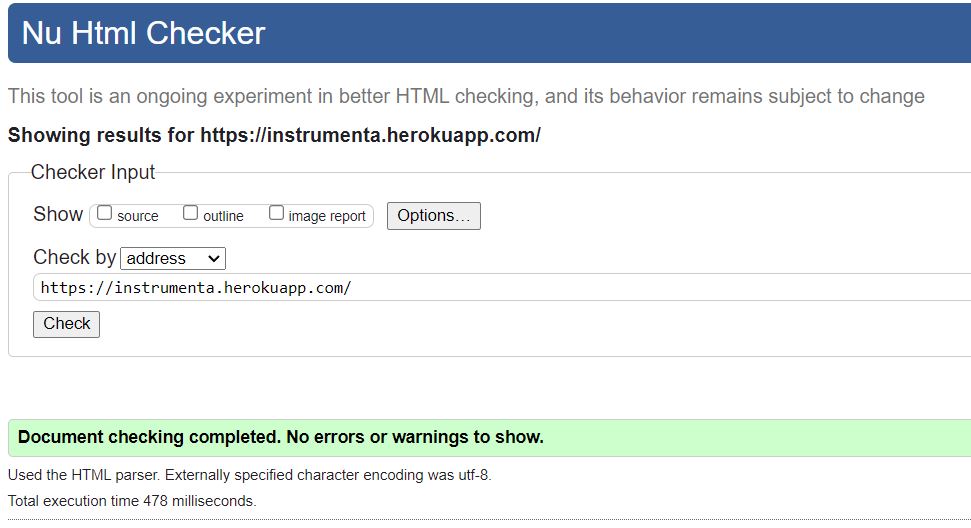 Nu Html Checker
This tool is an ongoing experiment in better HTML checking, and its behavior remains subject to change
Showing results for https://instrumenta.herokuapp.com/
Checker Input
Show source outline image report Options...
Check by address
https://instrumenta.herokuapp.com/
Check
Document checking completed. No errors or warnings to show.
Used the HTML parser. Externally specified character encoding was utf-8.
Total execution time 478 milliseconds.